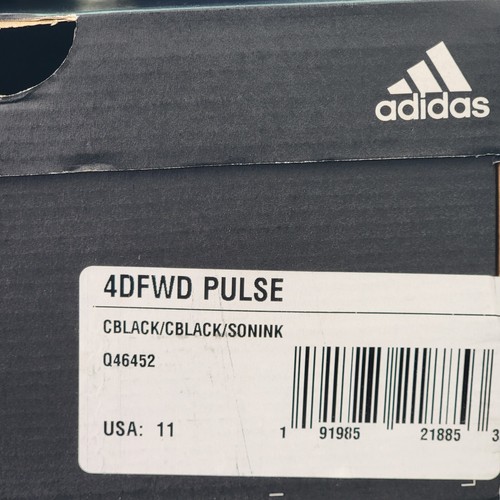 adidas
4DFWD PULSE
CBLACK/CBLACK/SONINK
Q46452
USA: 11
1 91985 21885 3